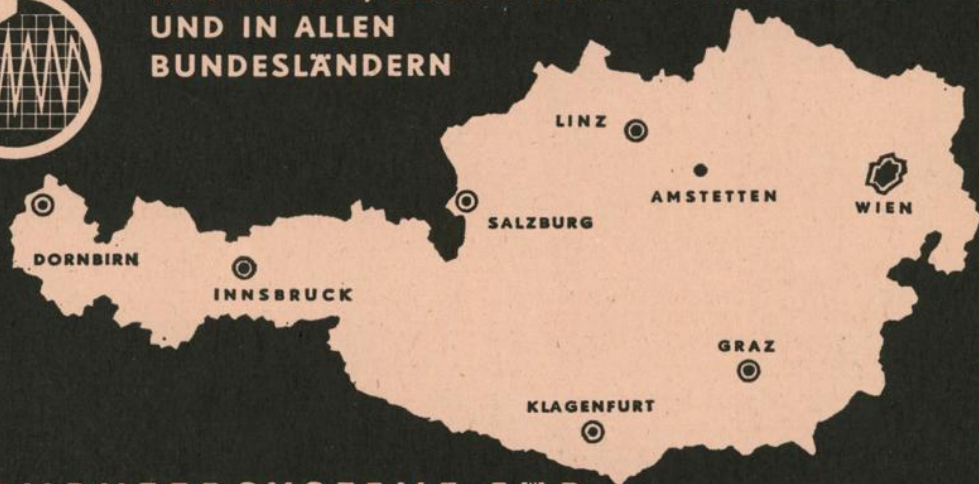 UND IN ALLEN
BUNDESLÄNDERN
LINZ
AMSTETTEN
WIEN
SALZBURG
DORNBIRN
INNSBRUCK
GRAZ
KLAGENFURT